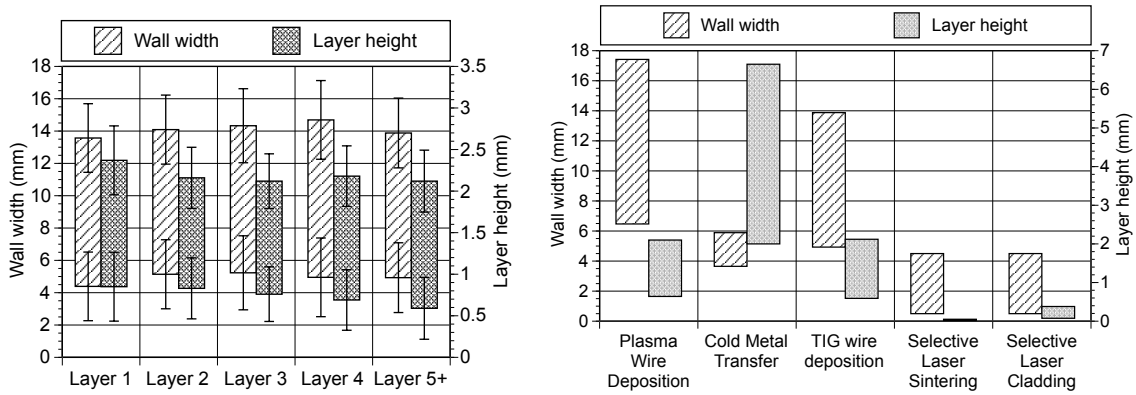 Wall width
Layer height
18
16
14
12
10
8
6
4
2
0
Wall width (mm)
3.5
3
2.5
2
1.5
1
0.5
0
Layer height (mm)
Layer 1
Layer 2
Layer 3
Layer 4
Layer 5+
Wall width
Layer height
18
16
14
12
10
8
6
4
2
0
Wall width (mm)
7
6
5
4
3
2
1
0
Layer height (mm)
Plasma
Wire
Deposition
Cold Metal
Transfer
TIG wire
deposition
Selective
Laser
Sintering
Selective
Laser
Cladding